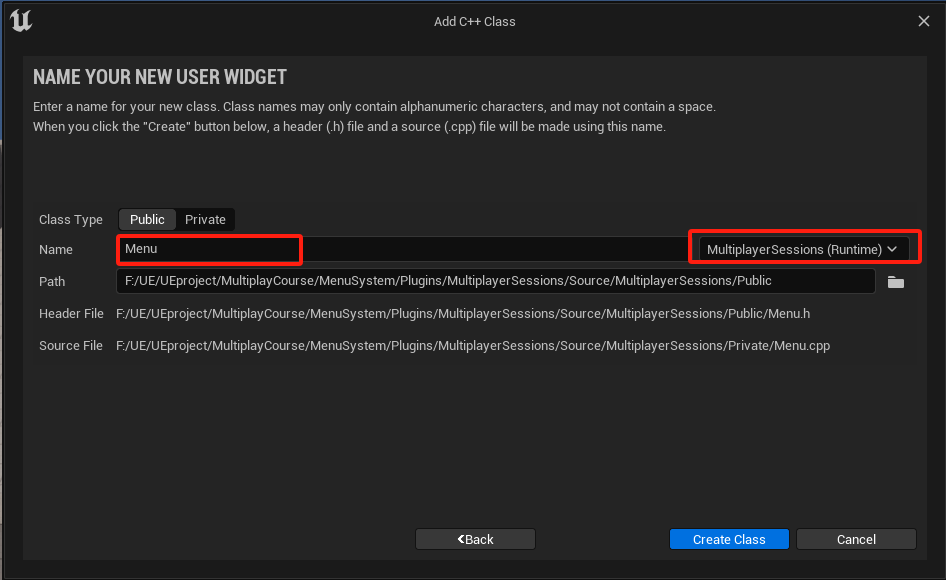 Add C++ Class
NAME YOUR NEW USER WIDGET
Enter a name for your new class. Class names may only contain alphanumeric characters, and may not contain a space.
When you click the "Create" button below, a header (.h) file and a source (.cpp) file will be made using this name.
Class Type Public Private
Name Menu MultiplayerSessions (Runtime)
Path F:/UE/UEproject/MultiplayCourse/MenuSystem/Plugins/MultiplayerSessions/Source/MultiplayerSessions/Public
Header File F:/UE/UEproject/MultiplayCourse/MenuSystem/Plugins/MultiplayerSessions/Source/MultiplayerSessions/Public/Menu.h
Source File F:/UE/UEproject/MultiplayCourse/MenuSystem/Plugins/MultiplayerSessions/Source/MultiplayerSessions/Private/Menu.cpp
Back Create Class Cancel